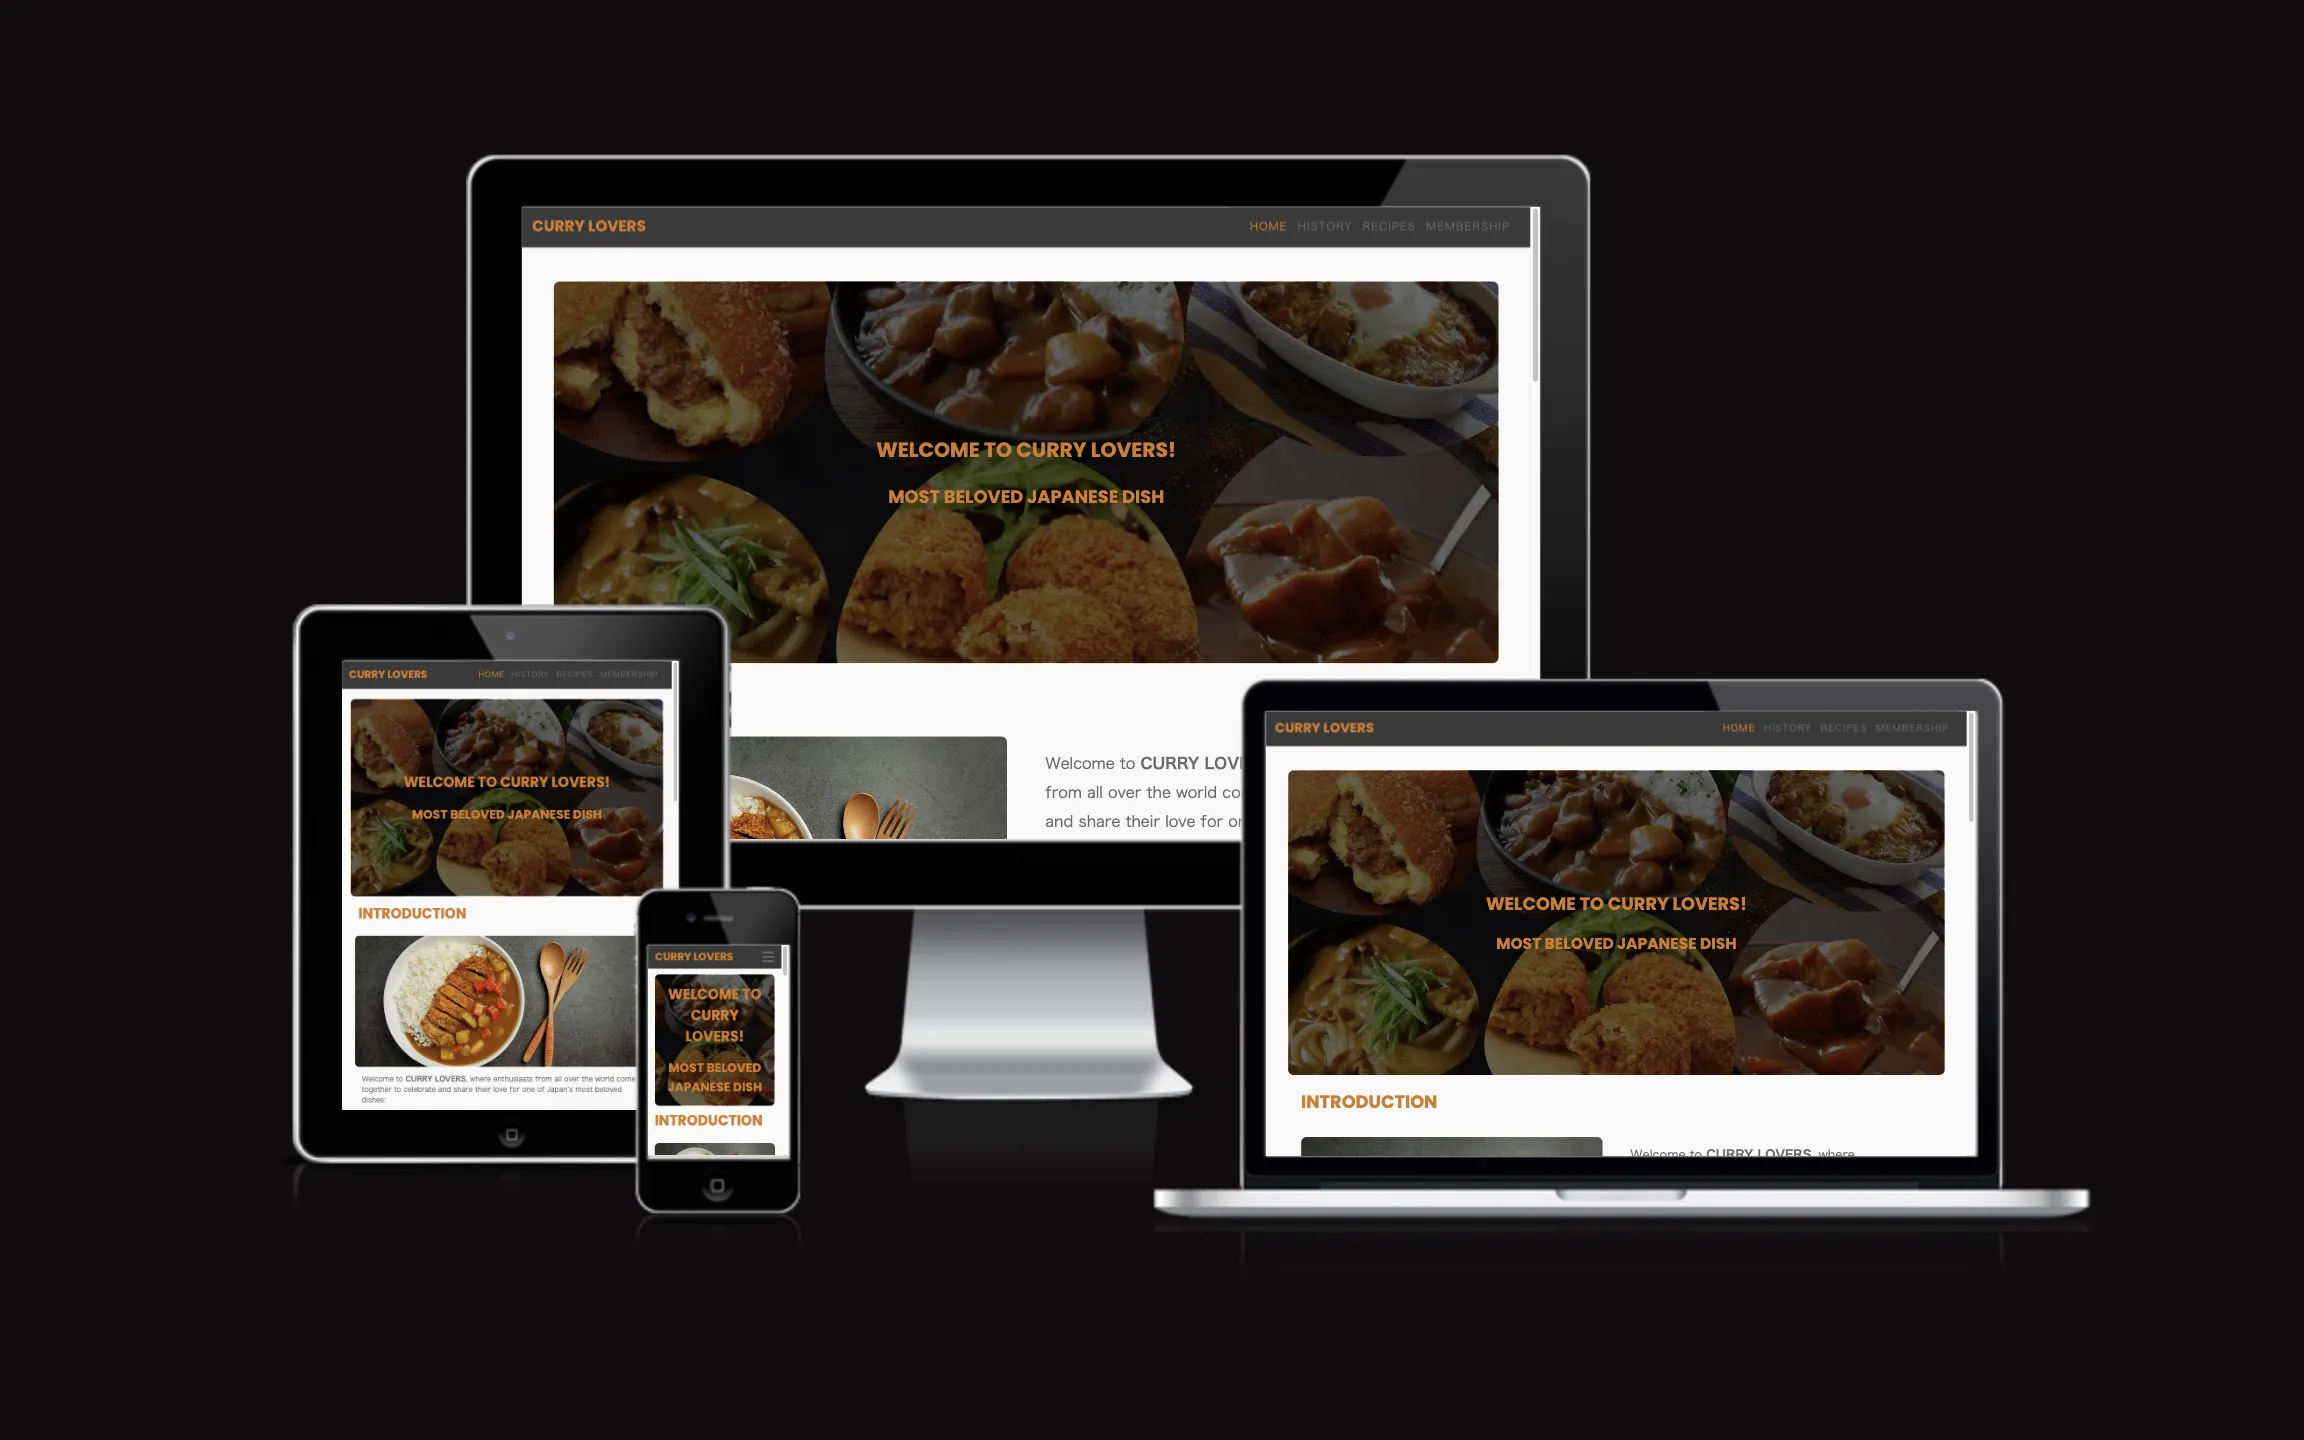 CURRY LOVERS
HOME HISTORY RECIPES MEMBERSHIP
WELCOME TO CURRY LOVERS!
MOST BELOVED JAPANESE DISH
Welcome to CURRY LOV
from all over the world co
and share their love for or
CURRY LOVERS
HOME HISTORY RECIPES MEMBERSHIP
WELCOME TO CURRY LOVERS!
MOST BELOVED JAPANESE DISH
INTRODUCTION
Welcome to CURRY LOVERS, where enthusiasts from all over the world come
together to celebrate and share their love for one of Japan's most beloved
dishes:
CURRY LOVERS
WELCOME TO
CURRY
LOVERS!
MOST BELOVED
JAPANESE DISH
INTRODUCTION
CURRY LOVERS
HOME HISTORY RECIPES MEMBERSHIP
WELCOME TO CURRY LOVERS!
MOST BELOVED JAPANESE DISH
INTRODUCTION
Welcome to CURRY LOVERS, where